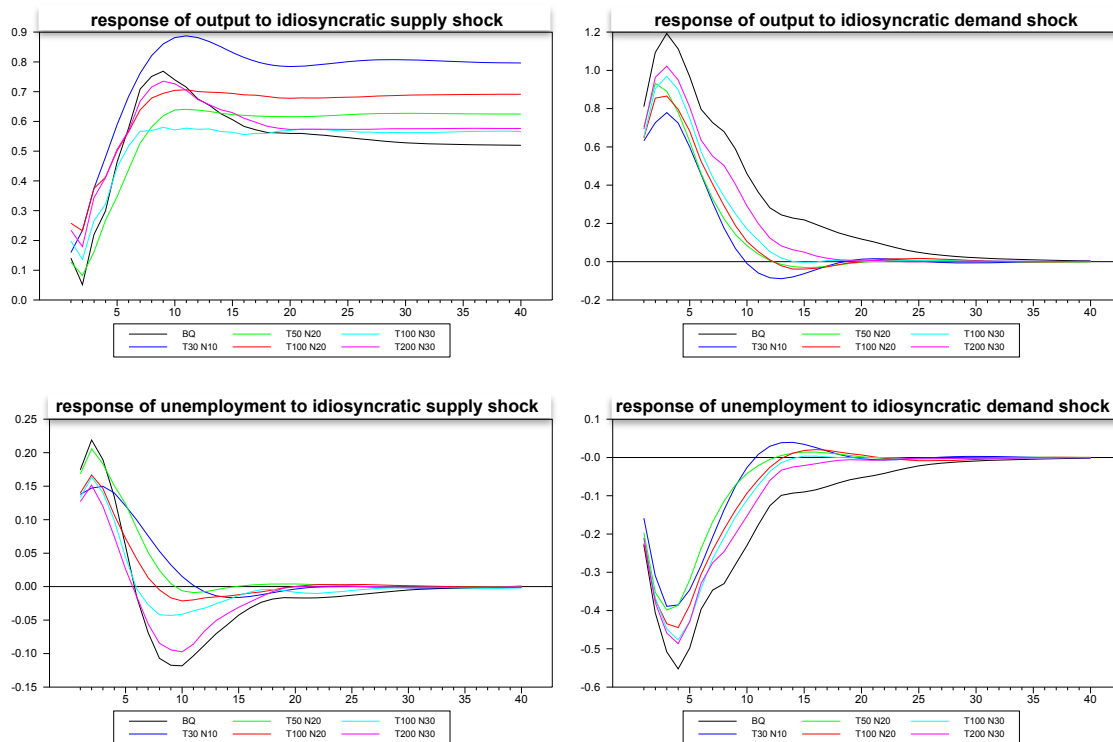 response of output to idiosyncratic supply shock
0.9
0.8
0.7
0.6
0.5
0.4
0.3
0.2
0.1
0.0
5 10 15 20 25 30 35 40
BQ T50 N20 T100 N30
T30 N10 T100 N20 T200 N30
response of output to idiosyncratic demand shock
1.2
1.0
0.8
0.6
0.4
0.2
0.0
-0.2
5 10 15 20 25 30 35 40
BQ T50 N20 T100 N30
T30 N10 T100 N20 T200 N30
response of unemployment to idiosyncratic supply shock
0.25
0.20
0.15
0.10
0.05
0.00
-0.05
-0.10
-0.15
5 10 15 20 25 30 35 40
BQ T50 N20 T100 N30
T30 N10 T100 N20 T200 N30
response of unemployment to idiosyncratic demand shock
0.1
-0.0
-0.1
-0.2
-0.3
-0.4
-0.5
-0.6
5 10 15 20 25 30 35 40
BQ T50 N20 T100 N30
T30 N10 T100 N20 T200 N30